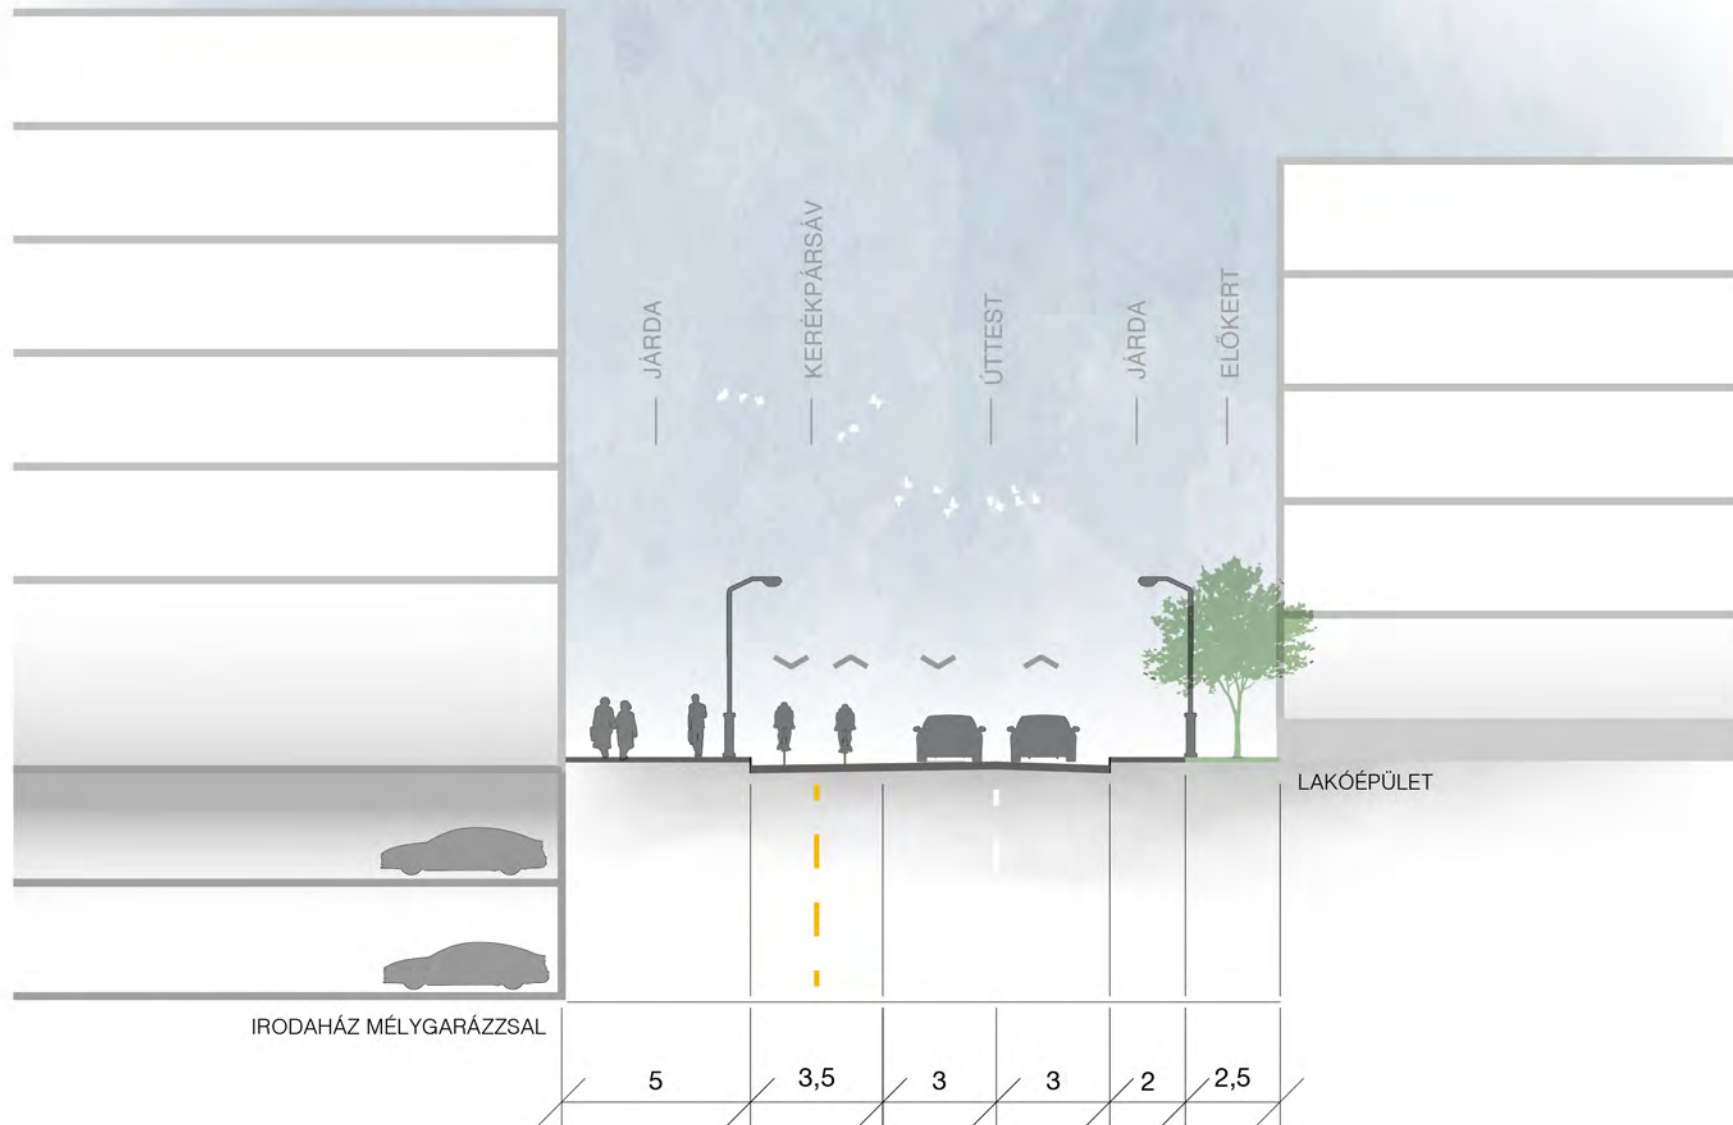 JÁRDA
KERÉKPÁRSÁV
ÚTTEST
JÁRDA
ELŐKERT
LAKÓÉPÜLET
IRODAHÁZ MÉLYGARÁZZSAL
5
3,5
3
3
2
2,5